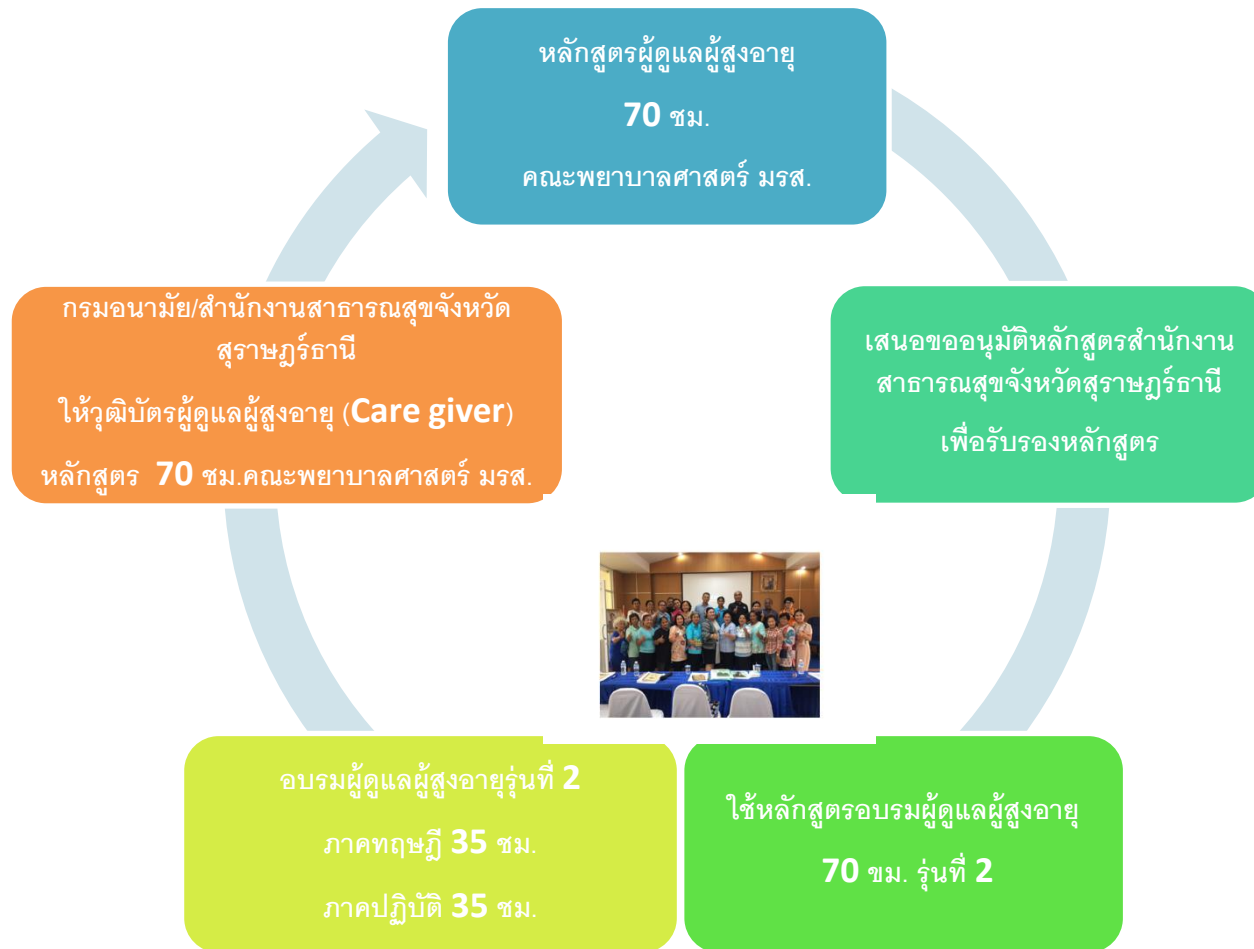 หลักสูตรผู้ดูแลผู้สูงอายุ
70 ชม.
คณะพยาบาลศาสตร์ มรส.
เสนอขออนุมัติหลักสูตรสำนักงาน
สาธารณสุขจังหวัดสุราษฎร์ธานี
เพื่อรับรองหลักสูตร
ใช้หลักสูตรอบรมผู้ดูแลผู้สูงอายุ
70 ขม. รุ่นที่ 2
อบรมผู้ดูแลผู้สูงอายุรุ่นที่ 2
ภาคทฤษฎี 35 ชม.
ภาคปฏิบัติ 35 ชม.
กรมอนามัย/สำนักงานสาธารณสุขจังหวัด
สุราษฎร์ธานี
ให้วุฒิบัตรผู้ดูแลผู้สูงอายุ (Care giver)
หลักสูตร 70 ชม.คณะพยาบาลศาสตร์ มรส.